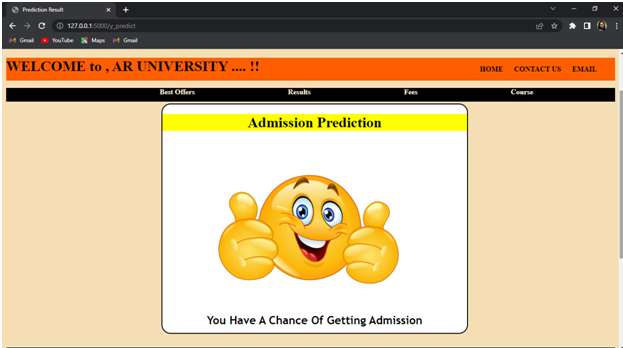 Prediction Result
127.0.0.1:5000/y_predict
Gmail YouTube Maps Gmail
WELCOME to , AR UNIVERSITY .... !!
HOME CONTACT US EMAIL
Best Offers Results Fees Course
Admission Prediction
You Have A Chance Of Getting Admission